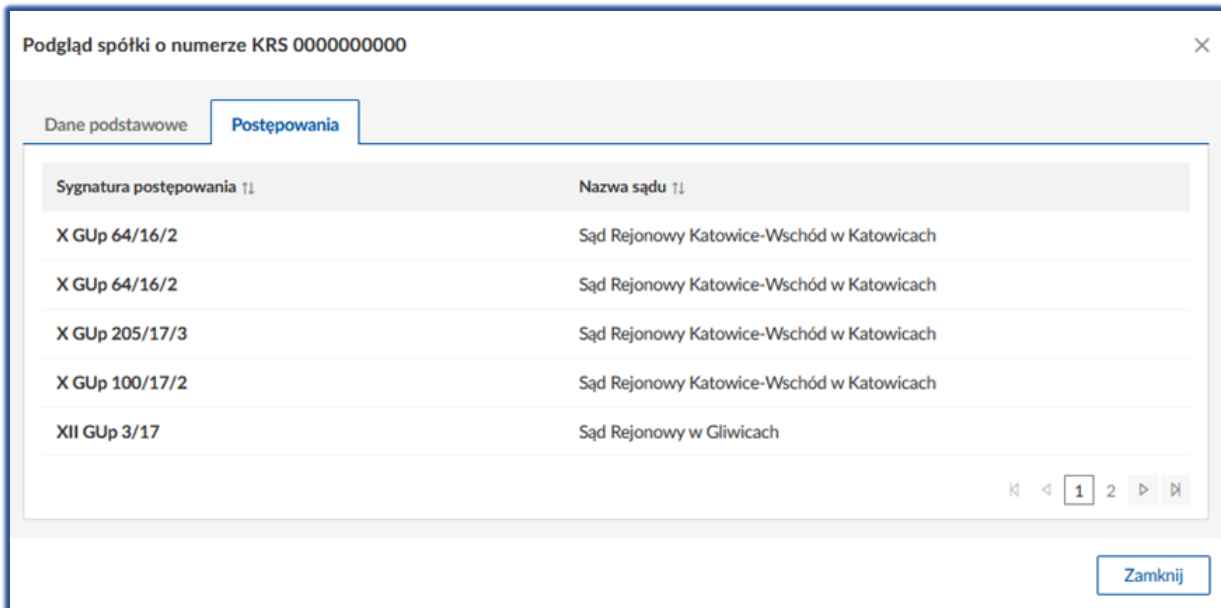 Podgląd spółki o numerze KRS 0000000000
Dane podstawowe Postępowania
Sygnatura postępowania Nazwa sądu
X GUp 64/16/2 Sąd Rejonowy Katowice-Wschód w Katowicach
X GUp 64/16/2 Sąd Rejonowy Katowice-Wschód w Katowicach
X GUp 205/17/3 Sąd Rejonowy Katowice-Wschód w Katowicach
X GUp 100/17/2 Sąd Rejonowy Katowice-Wschód w Katowicach
XII GUp 3/17 Sąd Rejonowy w Gliwicach
1 2
Zamknij